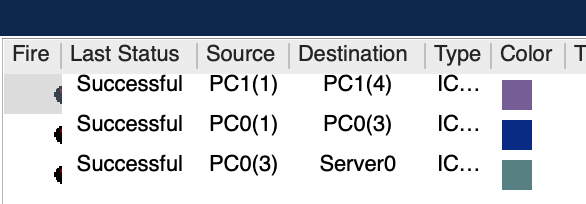 Fire Last Status Source Destination Type Color T
Successful PC1(1) PC1(4) IC...
Successful PC0(1) PC0(3) IC...
Successful PC0(3) Server0 IC...